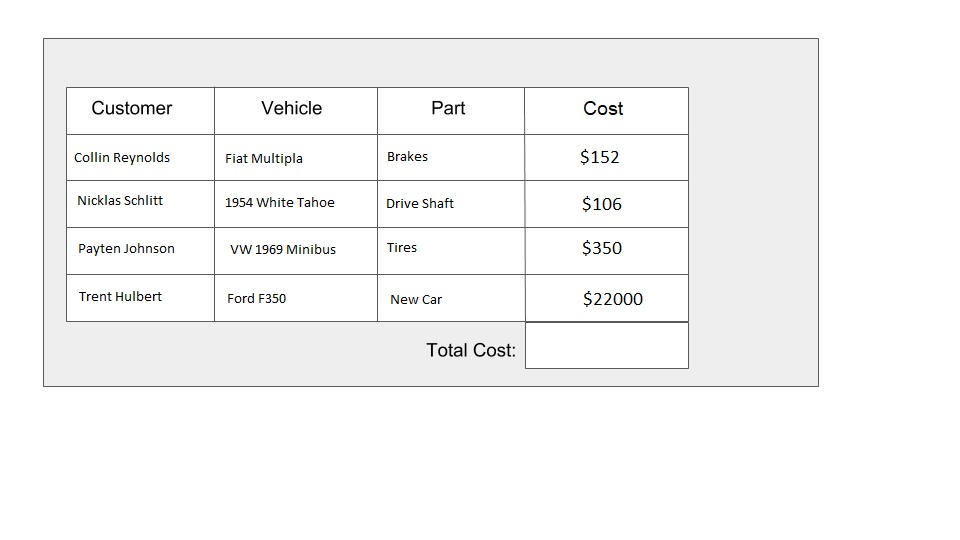 Customer Vehicle Part Cost
Collin Reynolds Fiat Multipla Brakes $152
Nicklas Schlitt 1954 White Tahoe Drive Shaft $106
Payten Johnson VW 1969 Minibus Tires $350
Trent Hulbert Ford F350 New Car $22000
Total Cost: